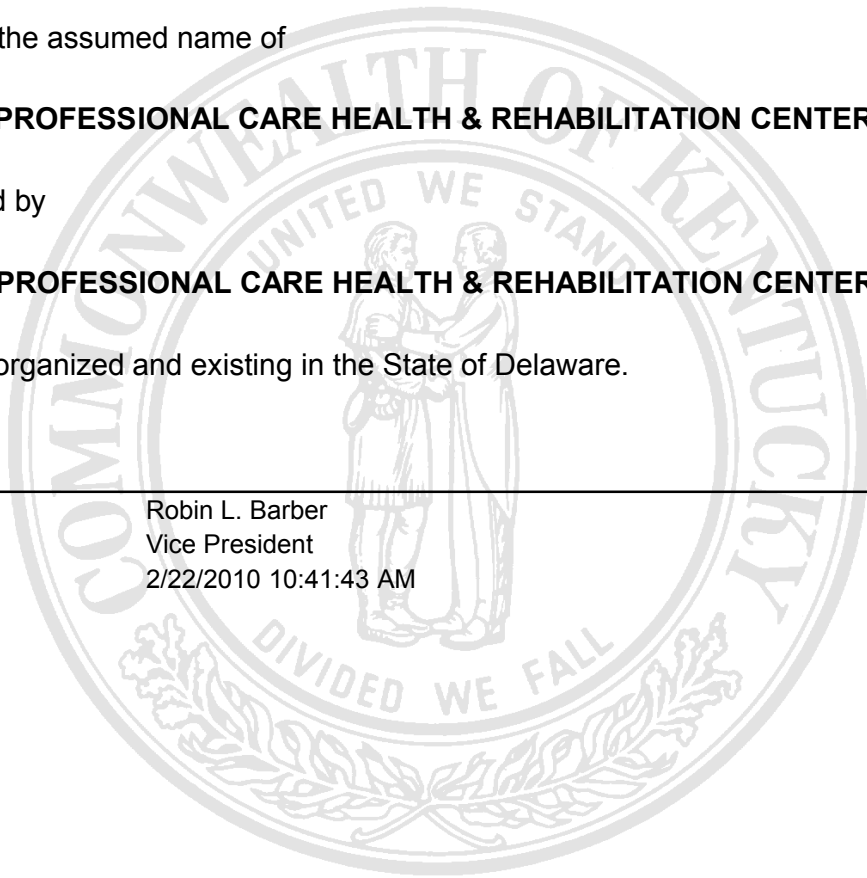 the assumed name of
PROFESSIONAL CARE HEALTH & REHABILITATION CENTER
d by
PROFESSIONAL CARE HEALTH & REHABILITATION CENTER
organized and existing in the State of Delaware.
Robin L. Barber
Vice President
2/22/2010 10:41:43 AM
COMMONWEALTH OF KENTUCKY
UNITED WE STAND
DIVIDED WE FALL